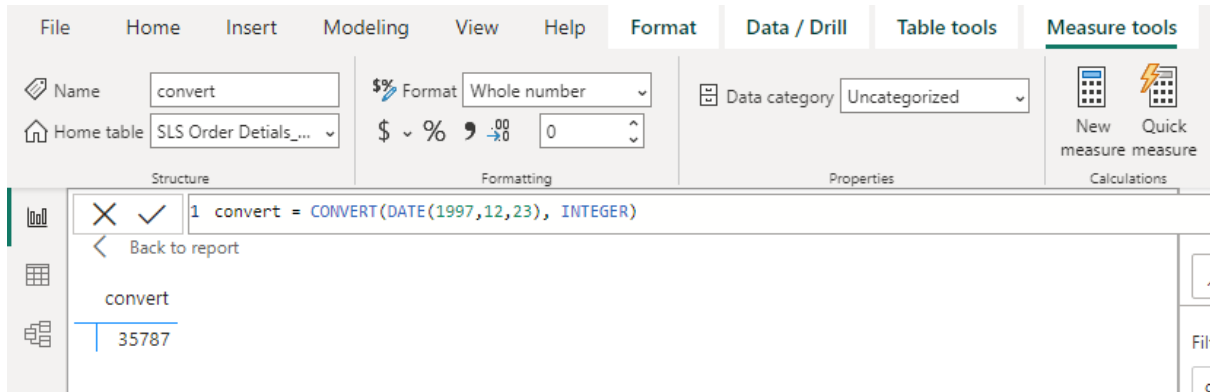 File Home Insert Modeling View Help Format Data / Drill Table tools Measure tools
Name convert
Home table SLS Order Detials_...
Structure
$% Format Whole number
$ % , .00 →.0 0
Formatting
Data category Uncategorized
Properties
New measure
Quick measure
Calculations
1 convert = CONVERT(DATE(1997,12,23), INTEGER)
Back to report
convert
35787